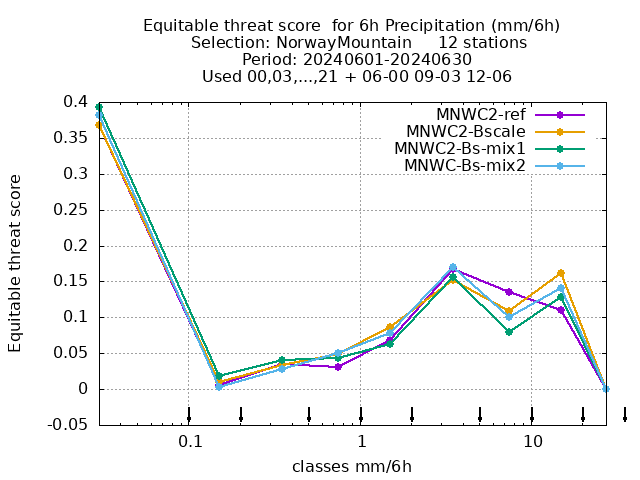 Equitable threat score  for 6h Precipitation (mm/6h)
Selection: NorwayMountain     12 stations
Period: 20240601-20240630
Used 00,03,...,21 + 06-00 09-03 12-06
MNWC2-ref
MNWC2-Bscale
MNWC2-Bs-mix1
MNWC-Bs-mix2
Equitable threat score
0.4
0.35
0.3
0.25
0.2
0.15
0.1
0.05
0
-0.05
0.1
1
10
classes mm/6h